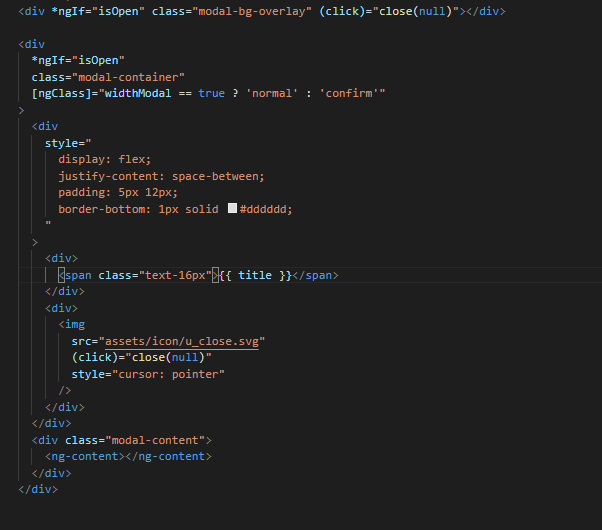 <div *ngIf="isOpen" class="modal-bg-overlay" (click)="close(null)"></div>
<div
*ngIf="isOpen"
class="modal-container"
[ngClass]="widthModal == true ? 'normal' : 'confirm'"
>
<div
style="
display: flex;
justify-content: space-between;
padding: 5px 12px;
border-bottom: 1px solid #dddddd;
"
>
<div>
<span class="text-16px">{{ title }}</span>
</div>
<div>
<img
src="assets/icon/u_close.svg"
(click)="close(null)"
style="cursor: pointer"
/>
</div>
</div>
<div class="modal-content">
<ng-content></ng-content>
</div>
</div>